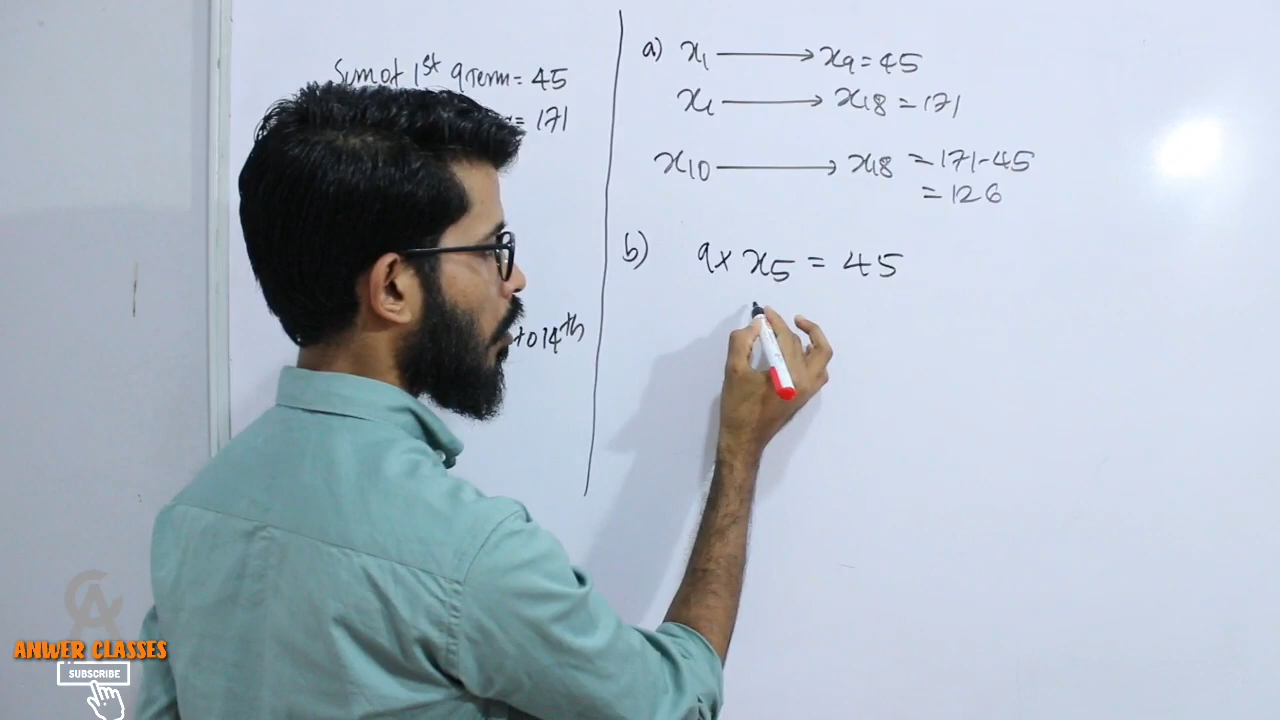 Sum of 1st 9 Term = 45
= 171
to 14th
a) x1 → x9 = 45
x1 → x18 = 171
x10 → x18 = 171-45
= 126
b) 9 × x5 = 45
ANWER CLASSES
SUBSCRIBE